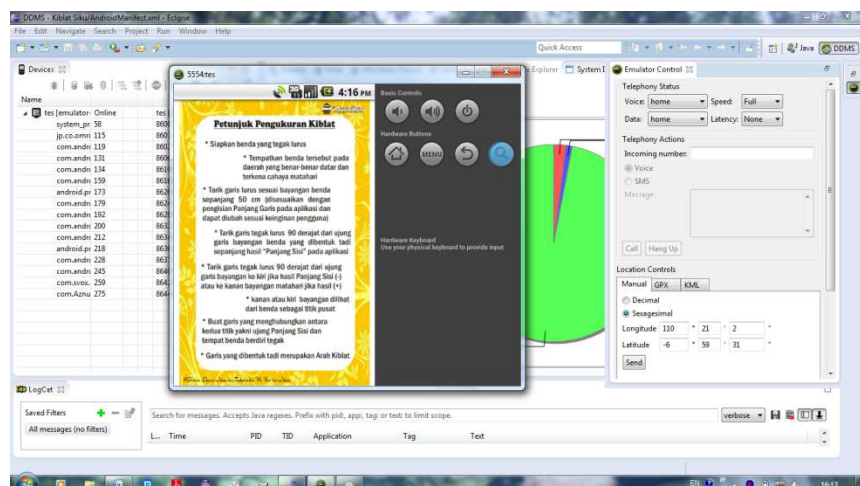 DDMS - Kiblat Siku/AndroidManifest.xml - Eclipse
File Edit Navigate Search Project Run Window Help
Quick Access
Java
DDMS
Devices
Name
tes [emulator- Online
system_pr 58
jp.co.omro 115
com.andri 119
com.andri 131
com.andri 134
com.andri 159
android.pr 173
com.andri 179
com.andri 192
com.andri 200
com.andri 212
android.pr 218
com.andri 228
com.andri 245
com.svox. 259
com.Aznu 275
5554:tes
4:16 PM
Petunjuk Pengukuran Kiblat
* Siapkan benda yang tegak lurus
* Tempatkan benda tersebut pada
daerah yang benar-benar datar dan
terkena cahaya matahari
* Tarik garis lurus sesuai bayangan benda
sepanjang 50 cm (disesuaikan dengan
pengisian Panjang Garis pada aplikasi dan
dapat diubah sesuai keinginan pengguna)
* Tarik garis tegak lurus 90 derajat dari ujung
garis bayangan benda yang dibentuk tadi
sepanjang hasil "Panjang Sisi" pada aplikasi
* Tarik garis tegak lurus 90 derajat dari ujung
garis bayangan ke kiri jika hasil Panjang Sisi (-)
atau ke kanan bayangan matahari jika hasil (+)
* kanan atau kiri bayangan dilihat
dari benda sebagai titik pusat
* Buat garis yang menghubungkan antara
kedua titik yakni ujung Panjang Sisi dan
tempat benda berdiri tegak
* Garis yang dibentuk tadi merupakan Arah Kiblat
Basic Controls
Hardware Buttons
MENU
Hardware Keyboard
Use your physical keyboard to provide input
Explorer
System I
Emulator Control
Telephony Status
Voice: home Speed: Full
Data: home Latency: None
Telephony Actions
Incoming number:
Voice
SMS
Message:
Call Hang Up
Location Controls
Manual GPX KML
Decimal
Sexagesimal
Longitude 110 ° 21 ' 2 "
Latitude -6 ° 59 ' 31 "
Send
LogCat
Saved Filters
All messages (no filters)
Search for messages. Accepts Java regexes. Prefix with pid:, app:, tag: or text: to limit scope.
verbose
L... Time PID TID Application Tag Text
EN
16:17